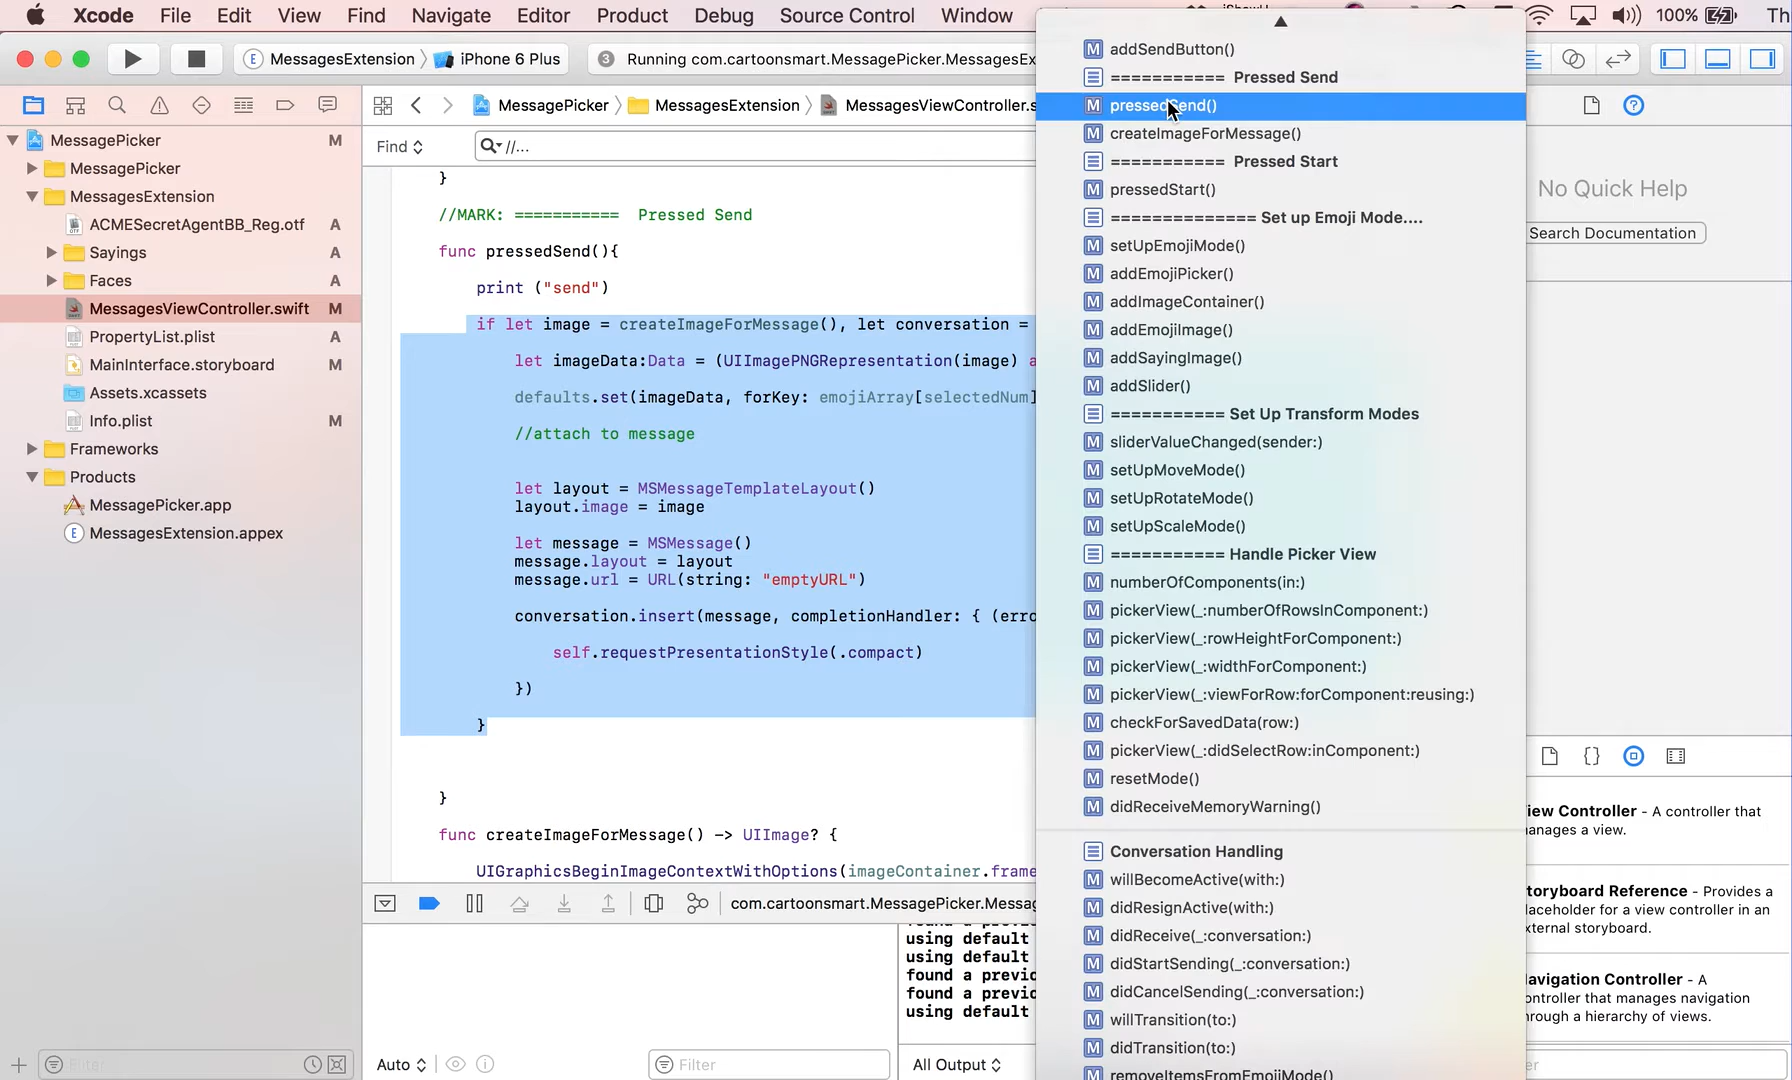 Xcode File Edit View Find Navigate Editor Product Debug Source Control Window 100% Th
MessagesExtension iPhone 6 Plus 3 Running com.cartoonsmart.MessagePicker.MessagesEx
MessagePicker MessagesExtension MessagesViewController.s
Find //...
MessagePicker M
MessagePicker
MessagesExtension
ACMESecretAgentBB_Reg.otf A
Sayings A
Faces A
MessagesViewController.swift M
PropertyList.plist A
MainInterface.storyboard M
Assets.xcassets
Info.plist M
Frameworks
Products
MessagePicker.app
MessagesExtension.appex
Filter
}
//MARK: =========== Pressed Send
func pressedSend(){
print ("send")
if let image = createImageForMessage(), let conversation =
let imageData:Data = (UIImagePNGRepresentation(image) a
defaults.set(imageData, forKey: emojiArray[selectedNum]
//attach to message
let layout = MSMessageTemplateLayout()
layout.image = image
let message = MSMessage()
message.layout = layout
message.url = URL(string: "emptyURL")
conversation.insert(message, completionHandler: { (erro
self.requestPresentationStyle(.compact)
})
}
}
func createImageForMessage() -> UIImage? {
UIGraphicsBeginImageContextWithOptions(imageContainer.frame
com.cartoonsmart.MessagePicker.Messag
using default
using default
found a previo
found a previo
using default
Auto Filter All Output
addSendButton()
=========== Pressed Send
pressedSend()
createImageForMessage()
=========== Pressed Start
pressedStart()
============== Set up Emoji Mode....
setUpEmojiMode()
addEmojiPicker()
addImageContainer()
addEmojiImage()
addSayingImage()
addSlider()
=========== Set Up Transform Modes
sliderValueChanged(sender:)
setUpMoveMode()
setUpRotateMode()
setUpScaleMode()
=========== Handle Picker View
numberOfComponents(in:)
pickerView(_:numberOfRowsInComponent:)
pickerView(_:rowHeightForComponent:)
pickerView(_:widthForComponent:)
pickerView(_:viewForRow:forComponent:reusing:)
checkForSavedData(row:)
pickerView(_:didSelectRow:inComponent:)
resetMode()
didReceiveMemoryWarning()
Conversation Handling
willBecomeActive(with:)
didResignActive(with:)
didReceive(_:conversation:)
didStartSending(_:conversation:)
didCancelSending(_:conversation:)
willTransition(to:)
didTransition(to:)
removeItemsFromEmojiMode()
No Quick Help
Search Documentation
iew Controller - A controller that
anages a view.
toryboard Reference - Provides a
laceholder for a view controller in an
xternal storyboard.
avigation Controller - A
ontroller that manages navigation
rough a hierarchy of views.
er